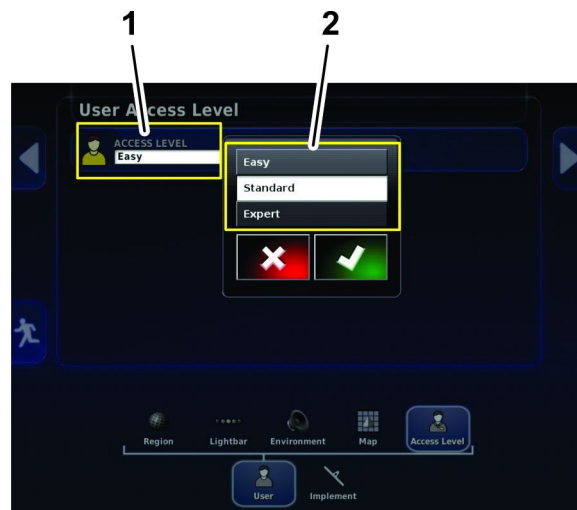 1 2
User Access Level
ACCESS LEVEL
Easy
Easy
Standard
Expert
Region Lightbar Environment Map Access Level
User Implement